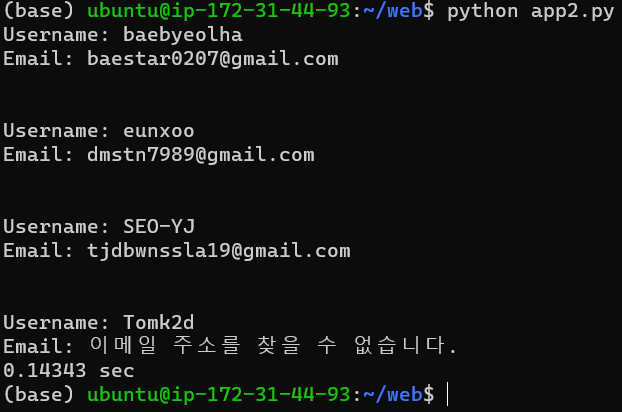 (base) ubuntu@ip-172-31-44-93:~/web$ python app2.py
Username: baebyeolha
Email: baestar0207@gmail.com
Username: eunxoo
Email: dmstn7989@gmail.com
Username: SEO-YJ
Email: tjdbwnssla19@gmail.com
Username: Tomk2d
Email: 이메일 주소를 찾을 수 없습니다.
0.14343 sec
(base) ubuntu@ip-172-31-44-93:~/web$